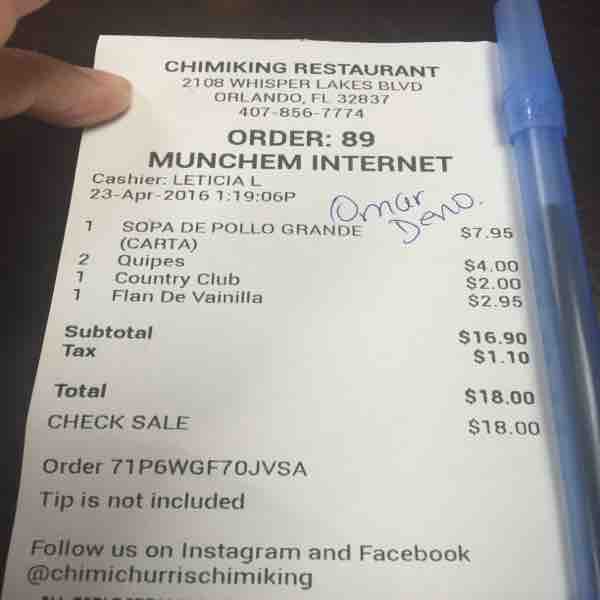 CHIMIKING RESTAURANT
2108 WHISPER LAKES BLVD
ORLANDO, FL 32837
407-856-7774
ORDER: 89
MUNCHEM INTERNET
Cashier: LETICIA L
23-Apr-2016 1:19:06P
Omar
1 SOPA DE POLLO GRANDE $7.95
(CARTA)
2 Quipes $4.00
1 Country Club $2.00
1 Flan De Vainilla $2.95
Subtotal $16.90
Tax $1.10
Total $18.00
CHECK SALE $18.00
Order 71P6WGF70JVSA
Tip is not included
Follow us on Instagram and Facebook
@chimichurrischimiking